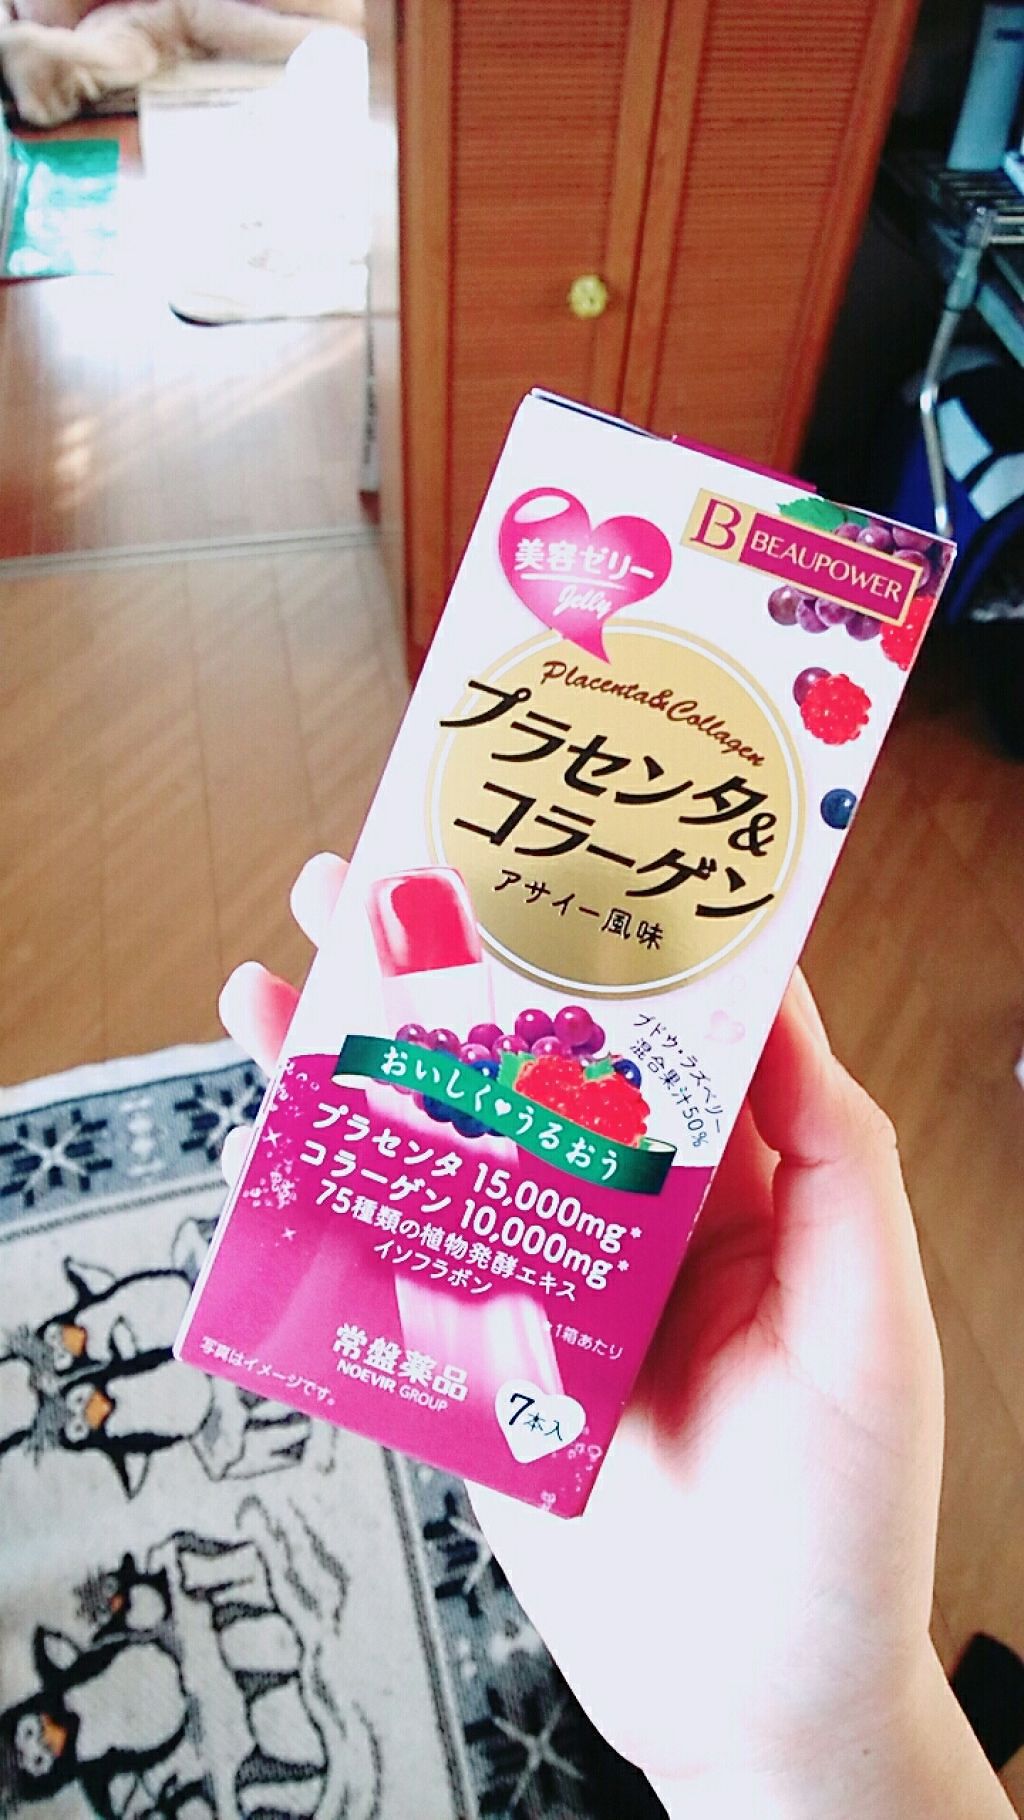 美容ゼリー
Jelly
B BEAUPOWER
Placenta&Collagen
プラセンタ&
コラーゲン
アサイー風味
ブドウ・ラズベリー
混合果汁50%
おいしく♥うるおう
プラセンタ 15,000mg*
コラーゲン 10,000mg*
75種類の植物発酵エキス
イソフラボン
*1箱あたり
常盤薬品
NOEVIR GROUP
写真はイメージです。
7本入